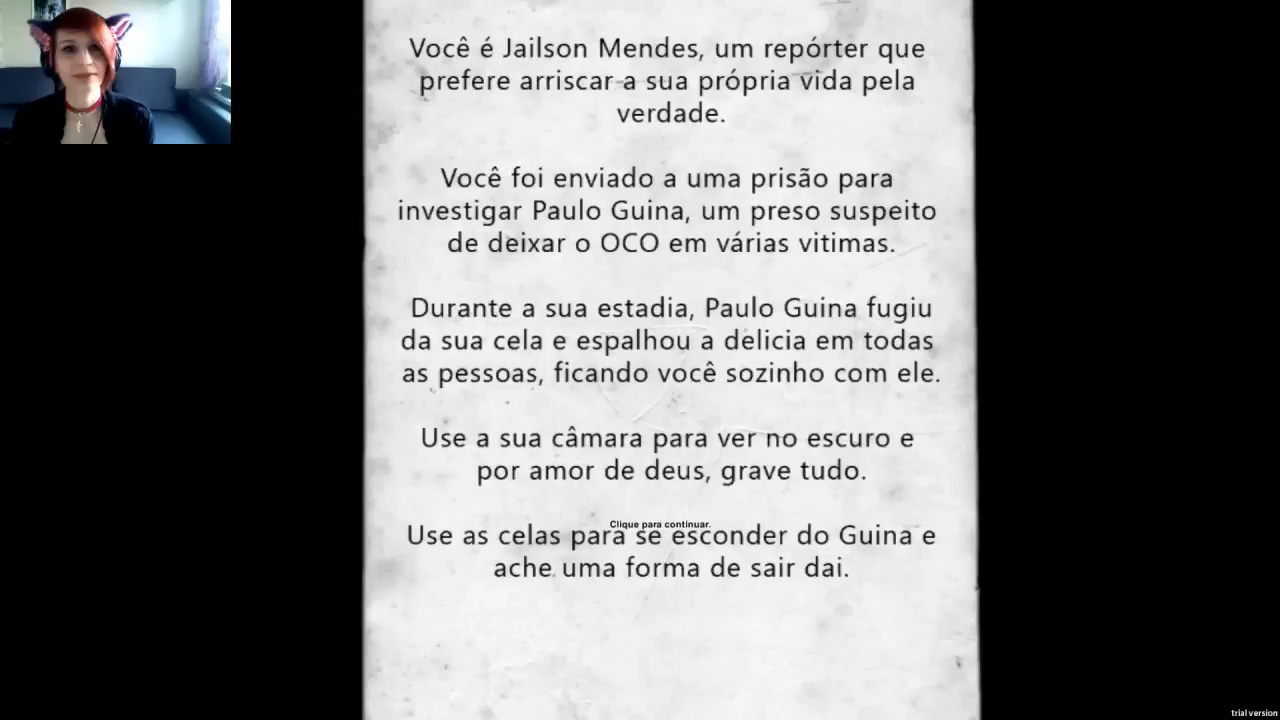 Você é Jailson Mendes, um repórter que
prefere arriscar a sua própria vida pela
verdade.
Você foi enviado a uma prisão para
investigar Paulo Guina, um preso suspeito
de deixar o OCO em várias vitimas.
Durante a sua estadia, Paulo Guina fugiu
da sua cela e espalhou a delicia em todas
as pessoas, ficando você sozinho com ele.
Use a sua câmara para ver no escuro e
por amor de deus, grave tudo.
Clique para continuar.
Use as celas para se esconder do Guina e
ache uma forma de sair dai.
trial version